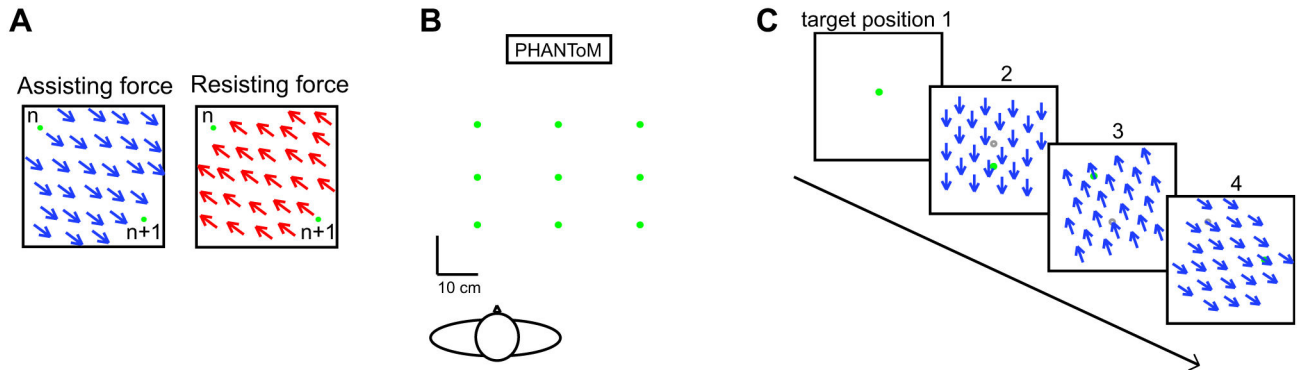 A
Assisting force
n
n+1
Resisting force
n
n+1
B
PHANToM
10 cm
C
target position 1
2
3
4